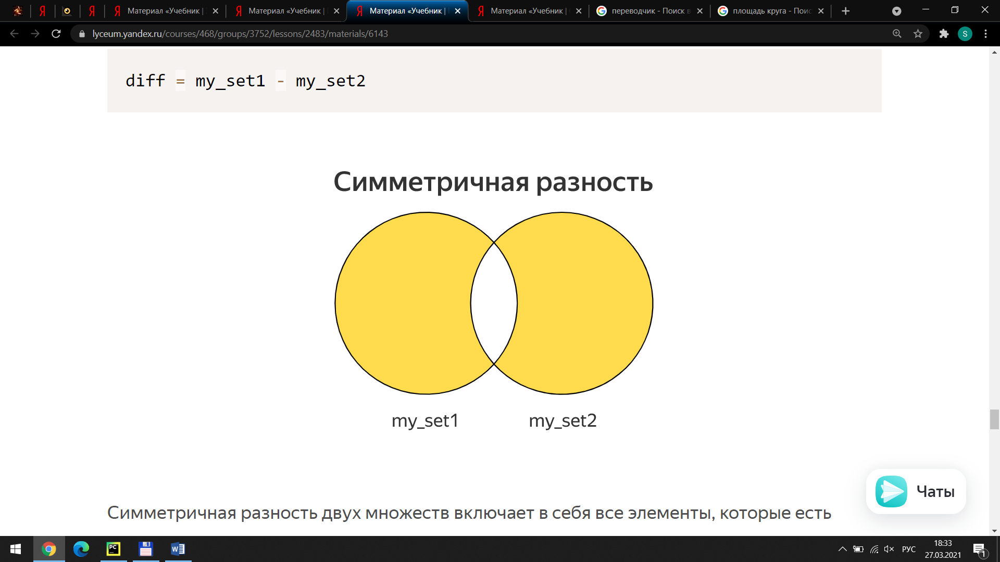 Материал «Учебник |
Материал «Учебник |
Материал «Учебник |
Материал «Учебник |
переводчик - Поиск в
площадь круга - Поис
lyceum.yandex.ru/courses/468/groups/3752/lessons/2483/materials/6143
S
diff = my_set1 - my_set2
Симметричная разность
my_set1 my_set2
Чаты
Симметричная разность двух множеств включает в себя все элементы, которые есть
РУС
18:33
27.03.2021
1